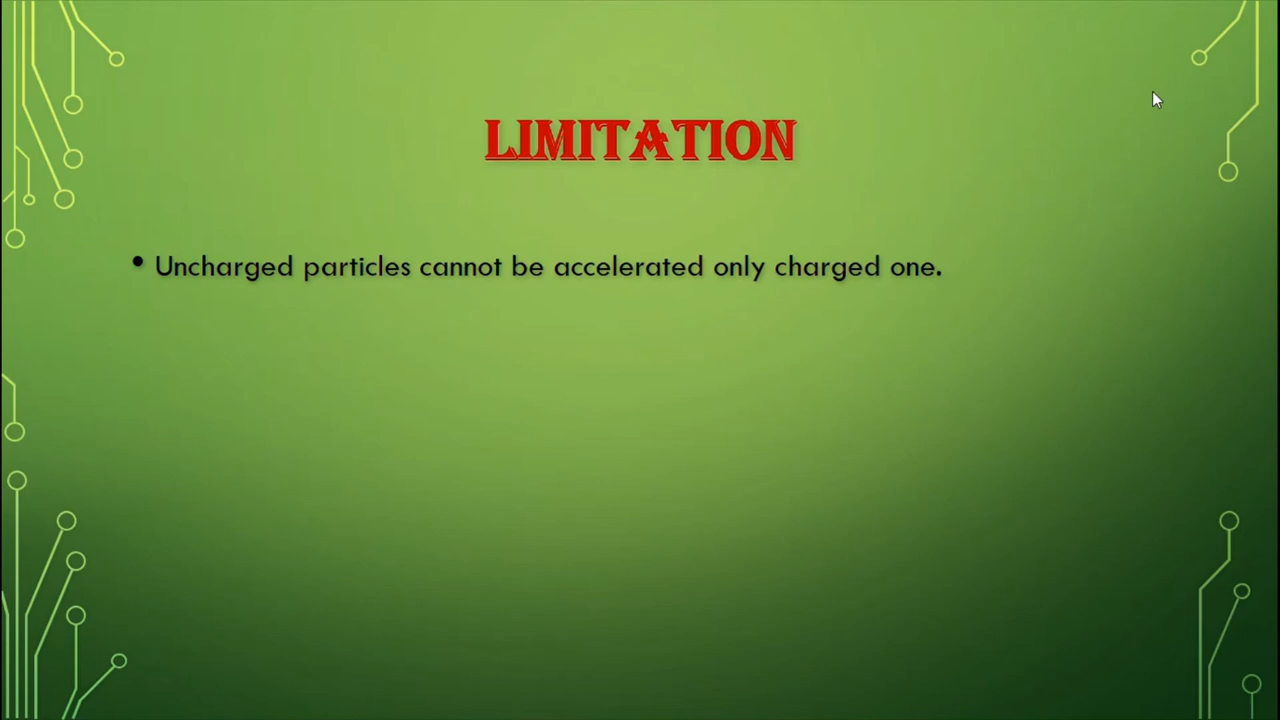 LIMITATION
• Uncharged particles cannot be accelerated only charged one.